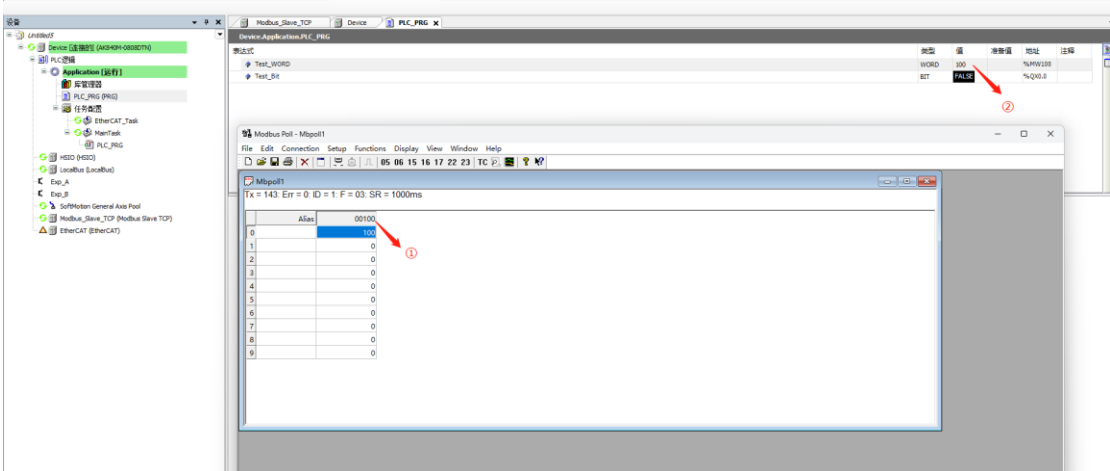 设备
Modbus_Slave_TCP Device PLC_PRG
Untitled5
Device [连接的] (AK840M-0808DTN)
PLC逻辑
Application [运行]
库管理器
PLC_PRG (PRG)
任务配置
EtherCAT_Task
MainTask
PLC_PRG
HSIO (HSIO)
LocalBus (LocalBus)
Exp_A
Exp_B
SoftMotion General Axis Pool
Modbus_Slave_TCP (Modbus Slave TCP)
EtherCAT (EtherCAT)
Device.Application.PLC_PRG
表达式 类型 值 准备值 地址 注释
Test_WORD WORD 100 %MW100
Test_Bit BIT FALSE %QX0.0
②
Modbus Poll - Mbpoll1
File Edit Connection Setup Functions Display View Window Help
05 06 15 16 17 22 23 TC
Mbpoll1
Tx = 143: Err = 0: ID = 1: F = 03: SR = 1000ms
Alias 00100
0 100
1 0
①
2 0
3 0
4 0
5 0
6 0
7 0
8 0
9 0